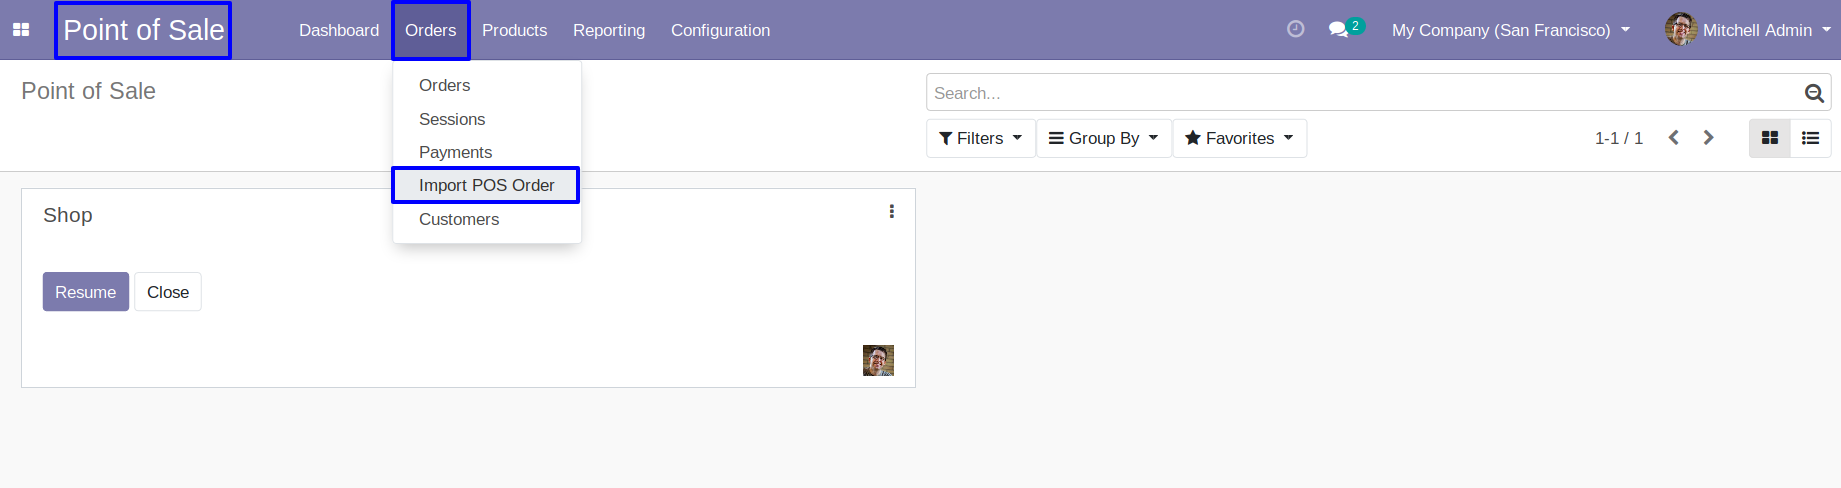 Point of Sale Dashboard Orders Products Reporting Configuration 2 My Company (San Francisco) Mitchell Admin
Point of Sale
Search...
Filters Group By Favorites 1-1 / 1
Orders
Sessions
Payments
Import POS Order
Customers
Shop
Resume Close